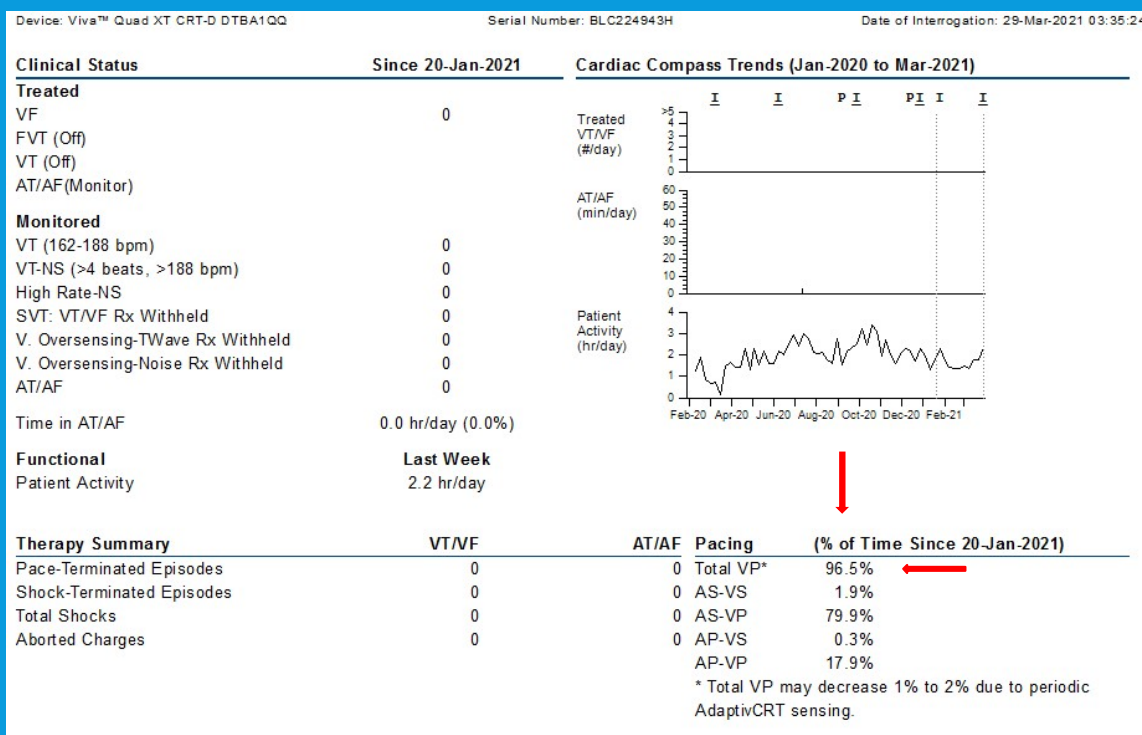 Device: Viva™ Quad XT CRT-D DTBA1QQ Serial Number: BLC224943H Date of Interrogation: 29-Mar-2021 03:35:24
Clinical Status Since 20-Jan-2021
Treated
VF 0
FVT (Off)
VT (Off)
AT/AF(Monitor)
Monitored
VT (162-188 bpm) 0
VT-NS (>4 beats, >188 bpm) 0
High Rate-NS 0
SVT: VT/VF Rx Withheld 0
V. Oversensing-TWave Rx Withheld 0
V. Oversensing-Noise Rx Withheld 0
AT/AF 0
Time in AT/AF 0.0 hr/day (0.0%)
Functional Last Week
Patient Activity 2.2 hr/day
Cardiac Compass Trends (Jan-2020 to Mar-2021)
I I P I P I I I
Treated
VT/VF
(#/day)
>5
4
3
2
1
0
AT/AF
(min/day)
60
50
40
30
20
10
0
Patient
Activity
(hr/day)
4
3
2
1
0
Feb-20 Apr-20 Jun-20 Aug-20 Oct-20 Dec-20 Feb-21
Therapy Summary VT/VF AT/AF
Pace-Terminated Episodes 0 0
Shock-Terminated Episodes 0 0
Total Shocks 0 0
Aborted Charges 0 0
Pacing (% of Time Since 20-Jan-2021)
Total VP* 96.5%
AS-VS 1.9%
AS-VP 79.9%
AP-VS 0.3%
AP-VP 17.9%
* Total VP may decrease 1% to 2% due to periodic
AdaptivCRT sensing.